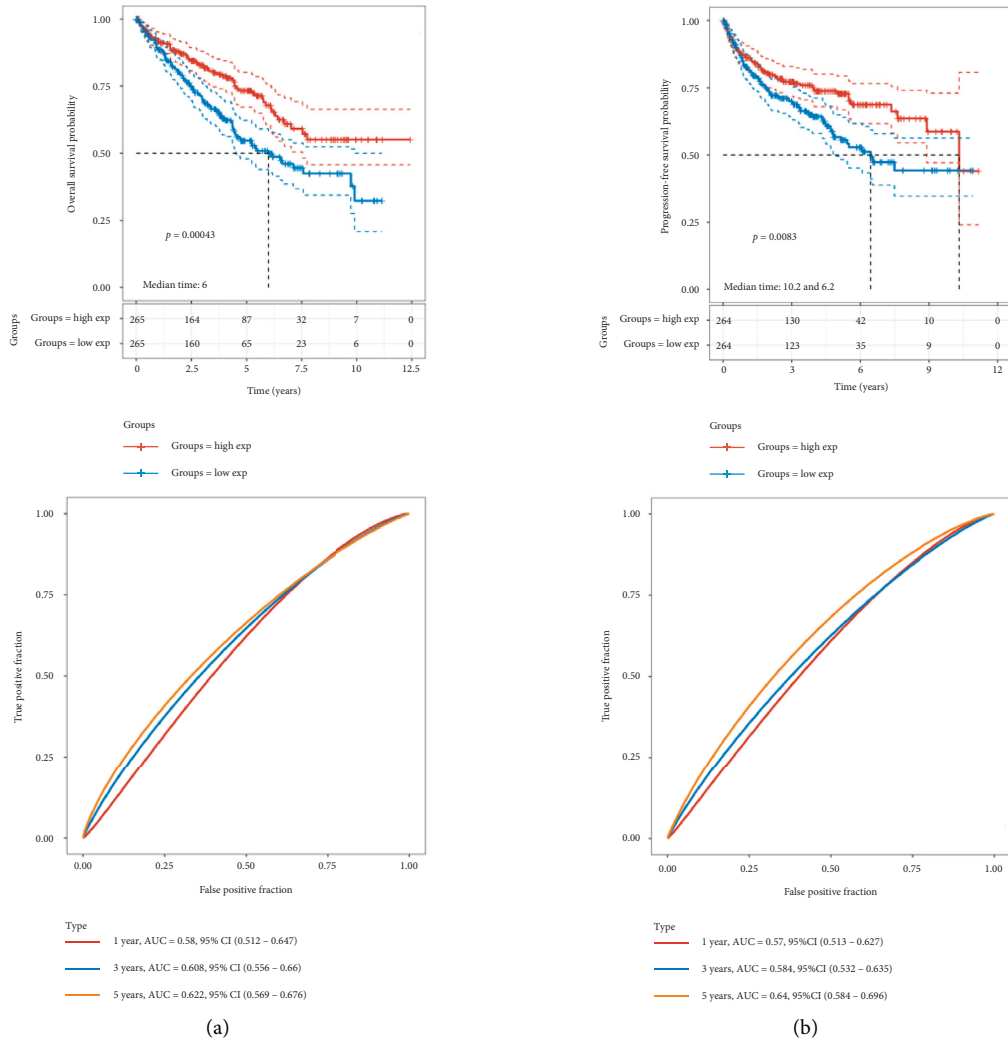 1.00
0.75
0.50
0.25
0.00
Overall survival probability
p = 0.00043
Median time: 6
Groups
Groups = high exp
265 164 87 32 7 0
Groups = low exp
265 160 65 23 6 0
0 2.5 5 7.5 10 12.5
Time (years)
Groups
Groups = high exp
Groups = low exp
1.00
0.75
0.50
0.25
0.00
True positive fraction
0.00 0.25 0.50 0.75 1.00
False positive fraction
Type
1 year, AUC = 0.58, 95% CI (0.512 – 0.647)
3 years, AUC = 0.608, 95% CI (0.556 – 0.66)
5 years, AUC = 0.622, 95% CI (0.569 – 0.676)
(a)
1.00
0.75
0.50
0.25
0.00
Progression-free survival probability
p = 0.0083
Median time: 10.2 and 6.2
Groups
Groups = high exp
264 130 42 10 0
Groups = low exp
264 123 35 9 0
0 3 6 9 12
Time (years)
Groups
Groups = high exp
Groups = low exp
1.00
0.75
0.50
0.25
0.00
True positive fraction
0.00 0.25 0.50 0.75 1.00
False positive fraction
Type
1 year, AUC = 0.57, 95%CI (0.513 – 0.627)
3 years, AUC = 0.584, 95%CI (0.532 – 0.635)
5 years, AUC = 0.64, 95%CI (0.584 – 0.696)
(b)